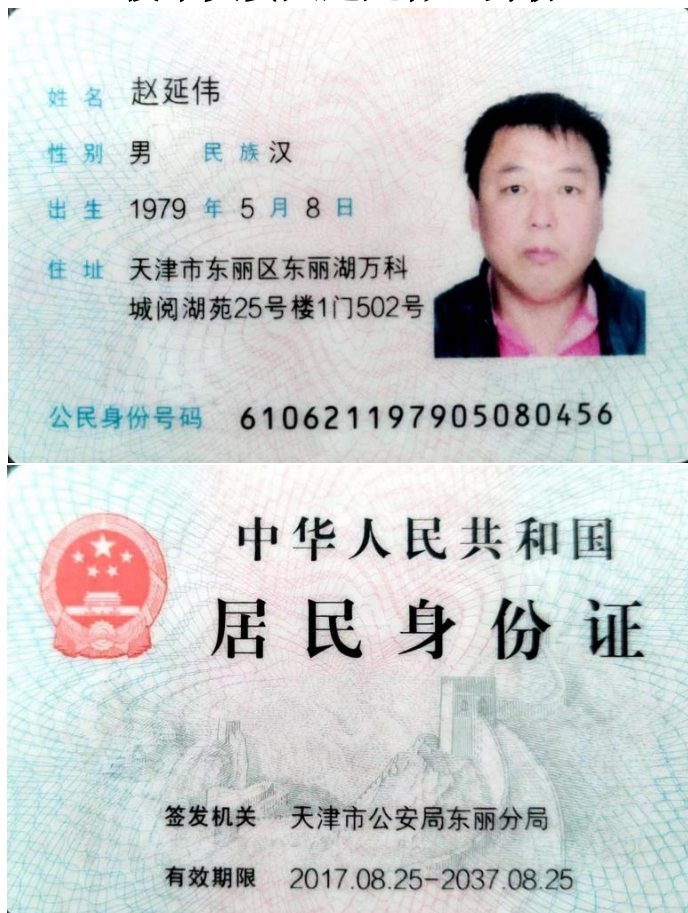 姓名 赵延伟
性别 男 民族 汉
出生 1979 年 5 月 8 日
住址 天津市东丽区东丽湖万科
城阅湖苑25号楼1门502号
公民身份号码 610621197905080456
中华人民共和国
居民身份证
签发机关 天津市公安局东丽分局
有效期限 2017.08.25-2037.08.25